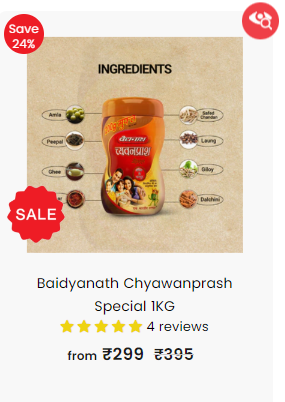 Save
24%
INGREDIENTS
Amla
Safed
Chandan
Peepal
Laung
Ghee
Giloy
Dalchini
बैद्यनाथ
च्यवनप्राश
SALE
Baidyanath Chyawanprash
Special 1KG
4 reviews
from ₹299 ₹395